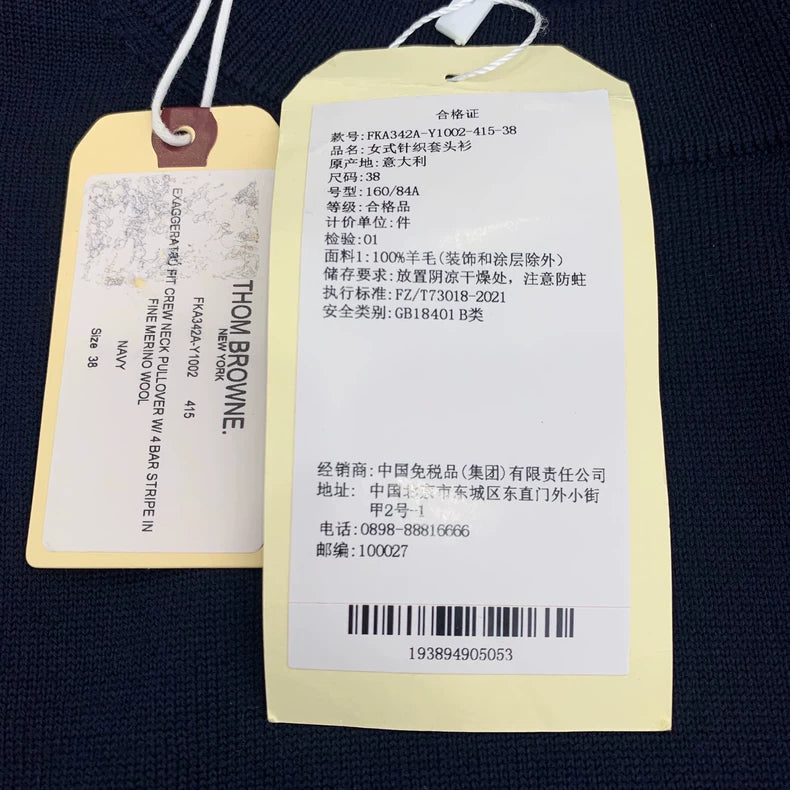 THOM BROWNE.
NEW YORK
FKA342A-Y1002 415
EXAGGERATED FIT CREW NECK PULLOVER W/ 4 BAR STRIPE IN
FINE MERINO WOOL
NAVY
Size 38
合格证
款号:FKA342A-Y1002-415-38
品名:女式针织套头衫
原产地:意大利
尺码:38
号型:160/84A
等级:合格品
计价单位:件
检验:01
面料1:100%羊毛(装饰和涂层除外)
储存要求:放置阴凉干燥处，注意防蛀
执行标准:FZ/T73018-2021
安全类别:GB18401 B类
经销商:中国免税品(集团)有限责任公司
地址: 中国北京市东城区东直门外小街
甲2号-1
电话:0898-88816666
邮编:100027
193894905053